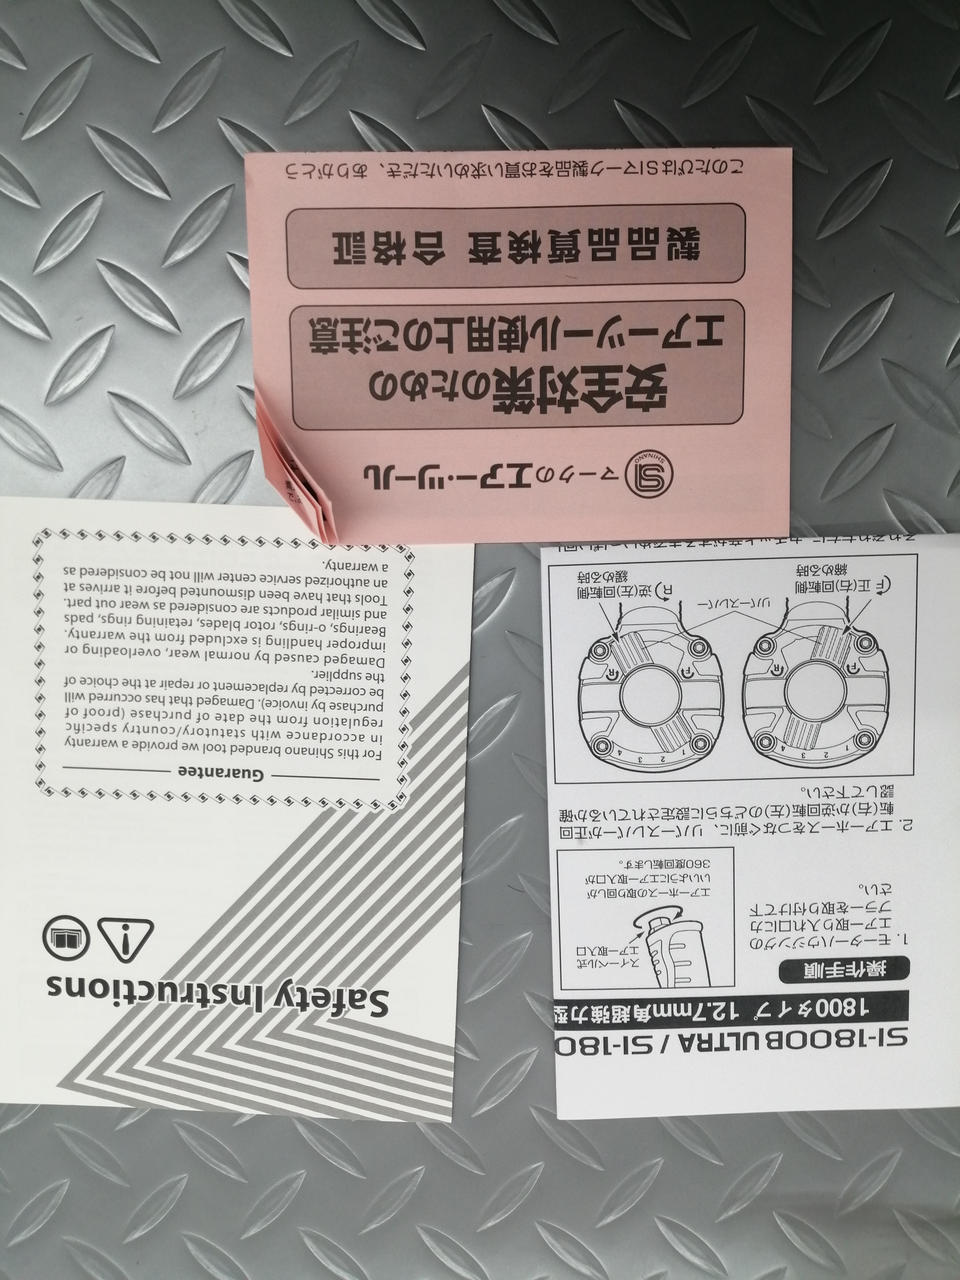 SI-1800B ULTRA / SI-180
1800タイプ 12.7mm角超強力型
操作手順
1. モーターハウジングの
エアー取り入れ口にカ
プラーを取り付けて下
さい。
スイーベル式
エアー取入口
エアーホースの取り回しが
いいようにエアー取入口が
360度回転します。
2. エアーホースをつなぐ前に、リバースレバーが正回
転(右)か逆回転(左)のどちらに設定されているか確
認して下さい。
1 2 3 4
F R
1 2 3 4
F R
リバースレバー
F 正(右)回転側
締める時
R 逆(左)回転側
緩める時
Safety Instructions
Guarantee
For this Shinano branded tool we provide a warranty
in accordance with statutory/country specific
regulation from the date of purchase (proof of
purchase by invoice). Damaged that has occurred will
be corrected by replacement or repair at the choice of
the supplier.
Damaged caused by normal wear, overloading or
improper handling is excluded from the warranty.
Bearings, o-rings, rotor blades, retaining rings, pads
and similar products are considered as wear out part.
Tools that have been dismounted before it arrives at
an authorized service center will not be considered as
a warranty.
SI
SHINANO
マークのエアー・ツール
安全対策のための
エアーツール使用上のご注意
製品品質検査 合格証
このたびはSIマーク製品をお買い求めいただき、ありがとう